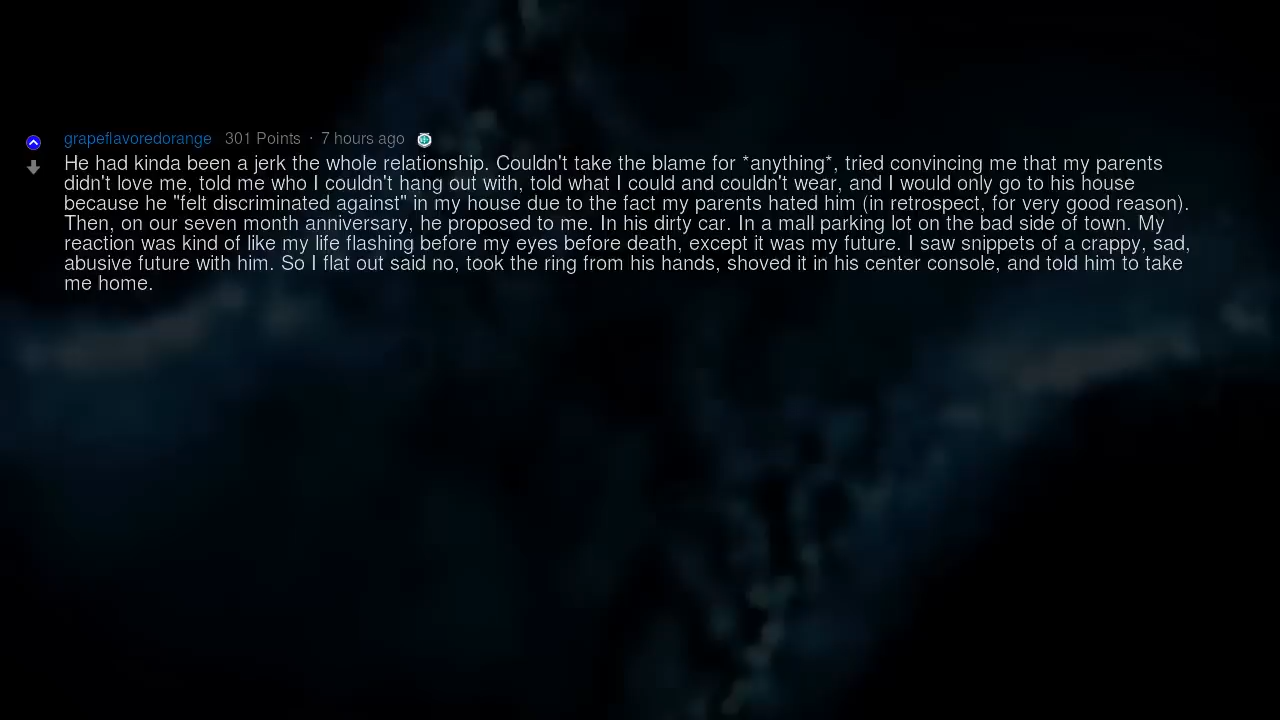 grapeflavoredorange 301 Points · 7 hours ago
He had kinda been a jerk the whole relationship. Couldn't take the blame for *anything*, tried convincing me that my parents
didn't love me, told me who I couldn't hang out with, told what I could and couldn't wear, and I would only go to his house
because he "felt discriminated against" in my house due to the fact my parents hated him (in retrospect, for very good reason).
Then, on our seven month anniversary, he proposed to me. In his dirty car. In a mall parking lot on the bad side of town. My
reaction was kind of like my life flashing before my eyes before death, except it was my future. I saw snippets of a crappy, sad,
abusive future with him. So I flat out said no, took the ring from his hands, shoved it in his center console, and told him to take
me home.